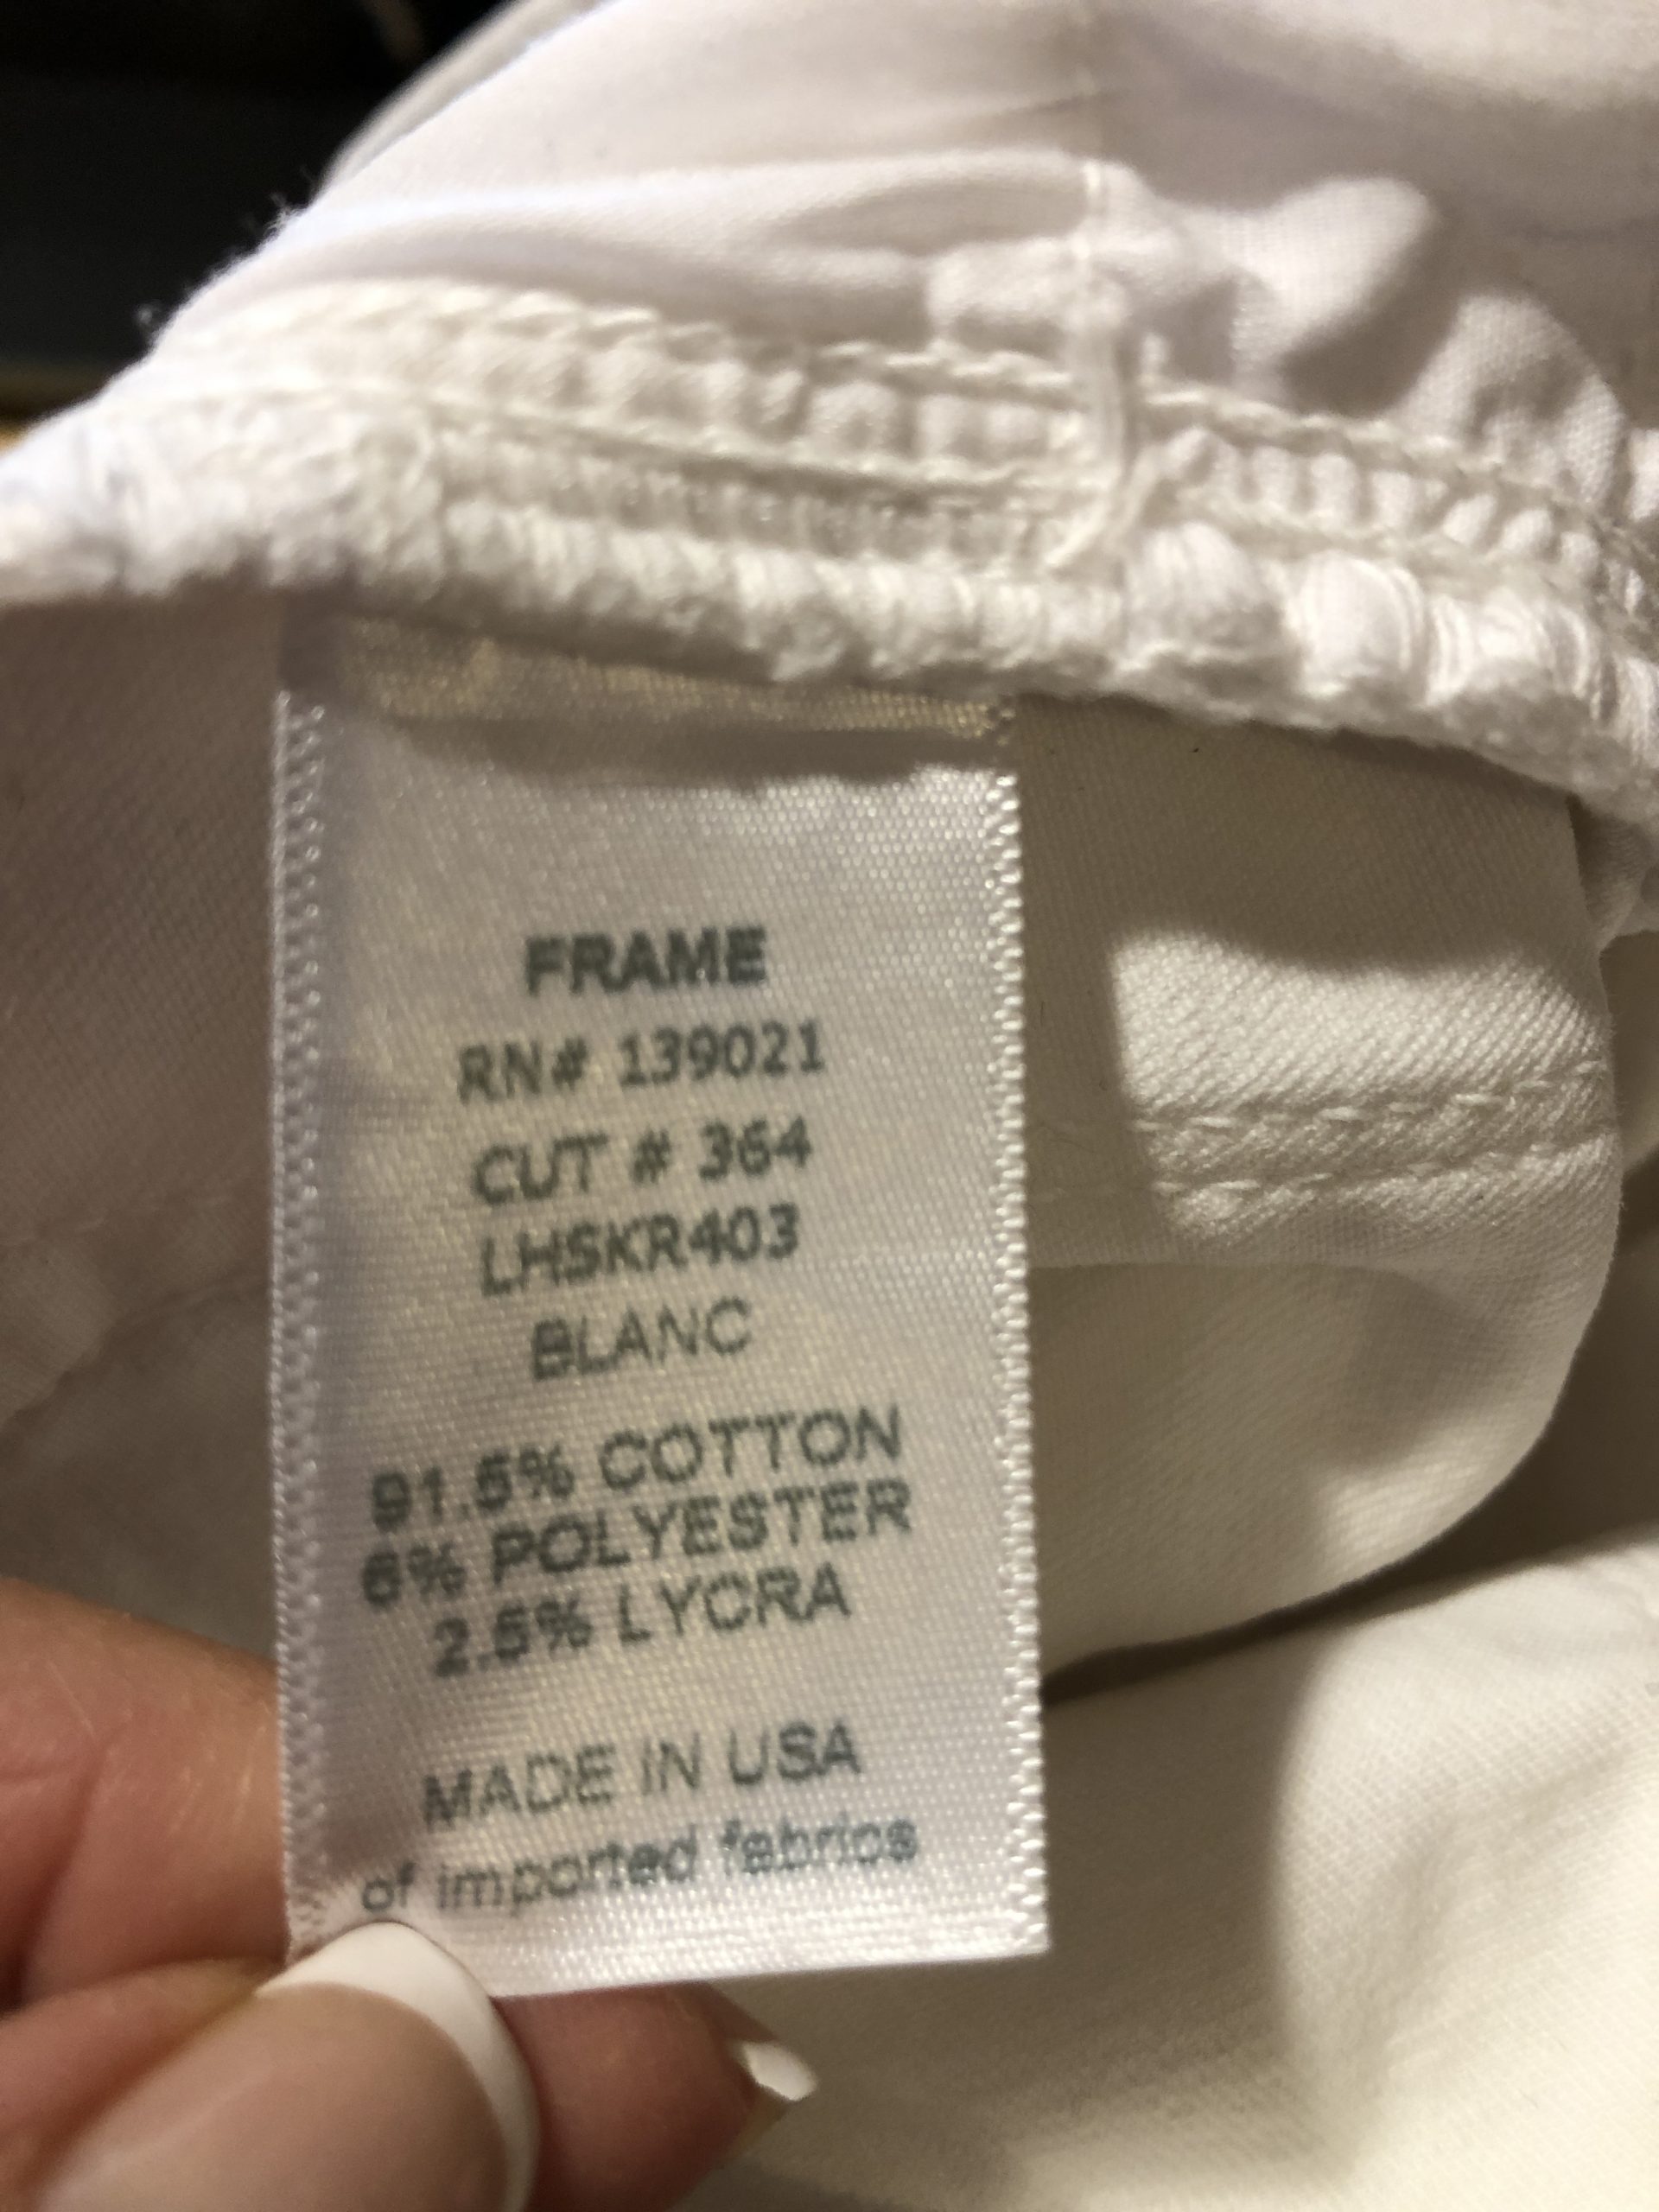 FRAME
RN# 139021
CUT # 364
LHSKR403
BLANC
91.5% COTTON
6% POLYESTER
2.5% LYCRA
MADE IN USA
of imported fabrics